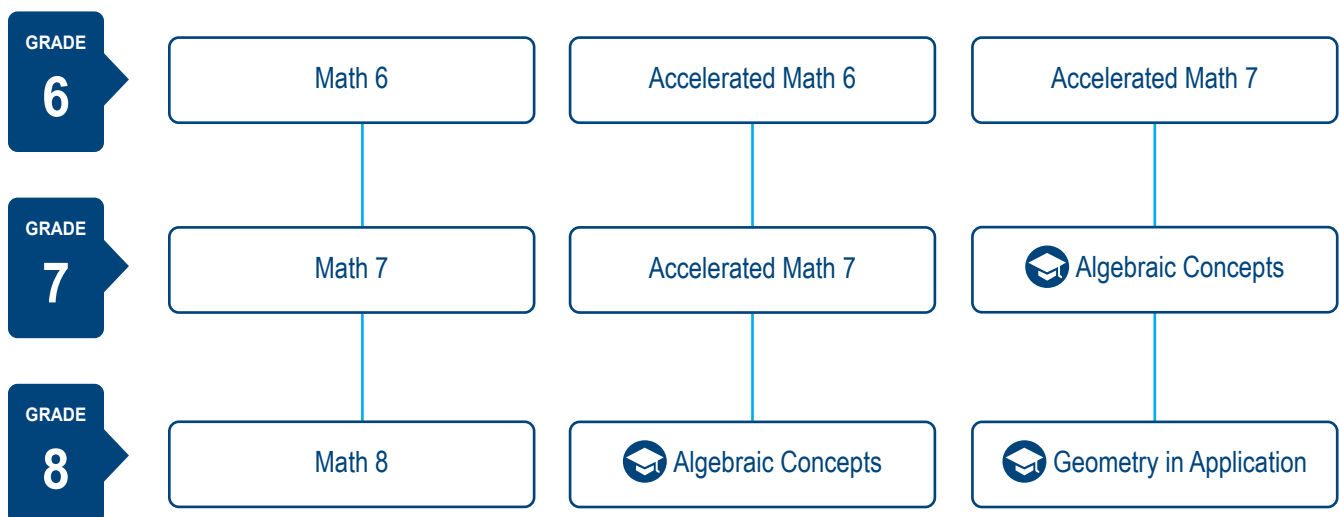 GRADE
6
Math 6
Accelerated Math 6
Accelerated Math 7
GRADE
7
Math 7
Accelerated Math 7
Algebraic Concepts
GRADE
8
Math 8
Algebraic Concepts
Geometry in Application